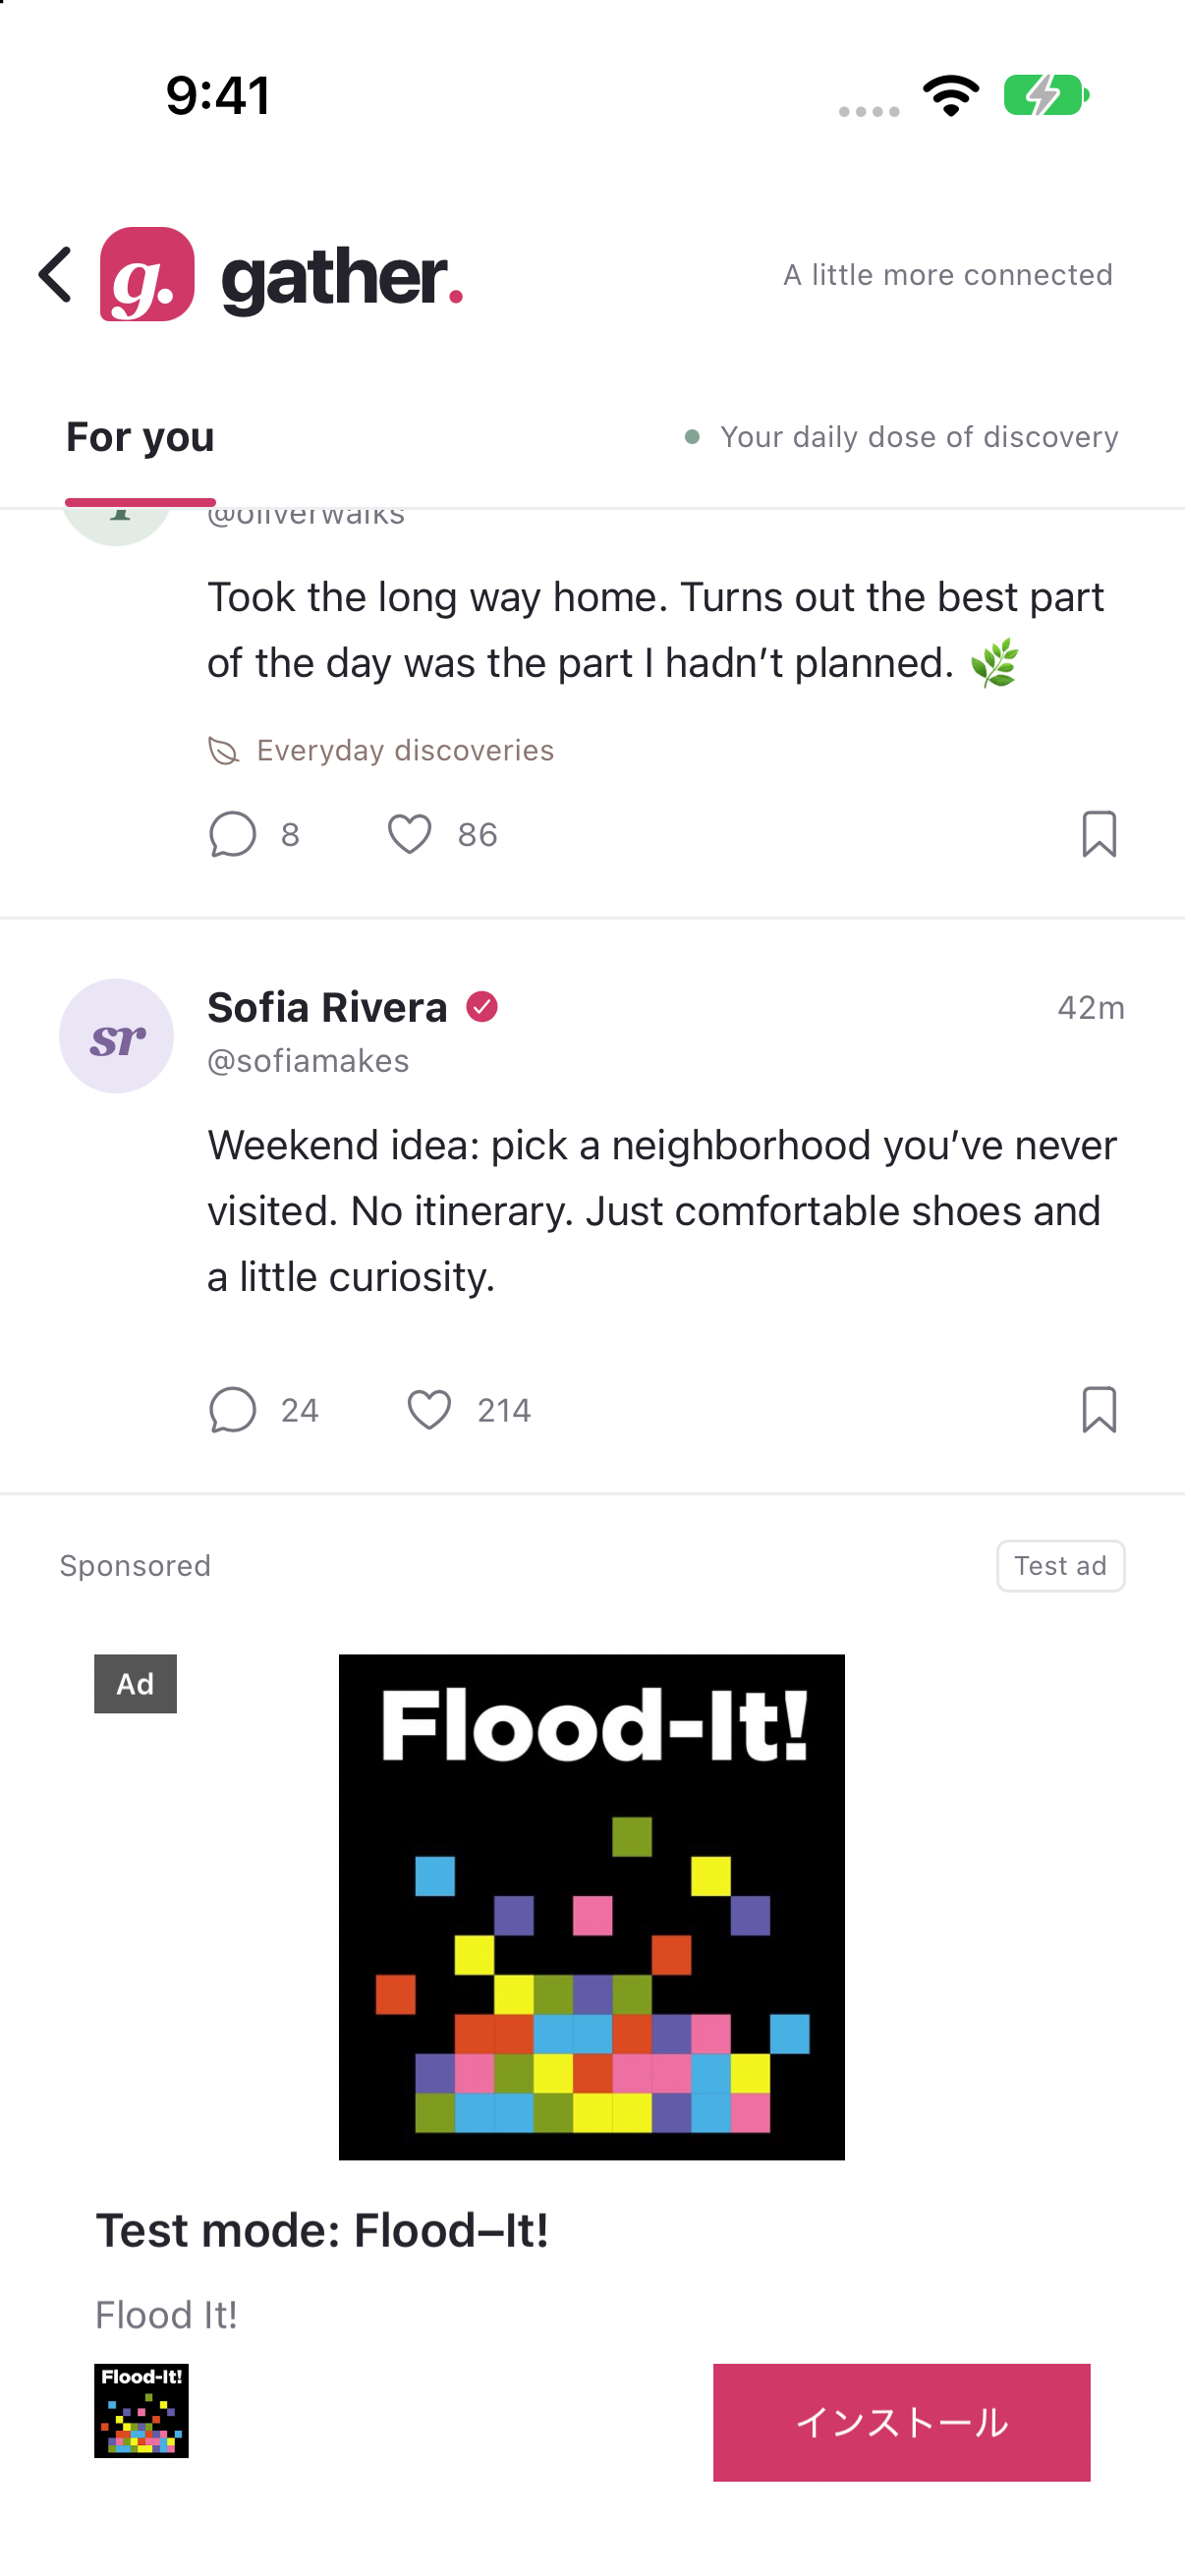 9:41
g. gather.
A little more connected
For you
Your daily dose of discovery
@oliverwalks
Took the long way home. Turns out the best part
of the day was the part I hadn’t planned. 🌿
Everyday discoveries
8 86
sr
Sofia Rivera
42m
@sofiamakes
Weekend idea: pick a neighborhood you’ve never
visited. No itinerary. Just comfortable shoes and
a little curiosity.
24 214
Sponsored
Test ad
Ad
Flood-It!
Test mode: Flood–It!
Flood It!
Flood-It!
インストール